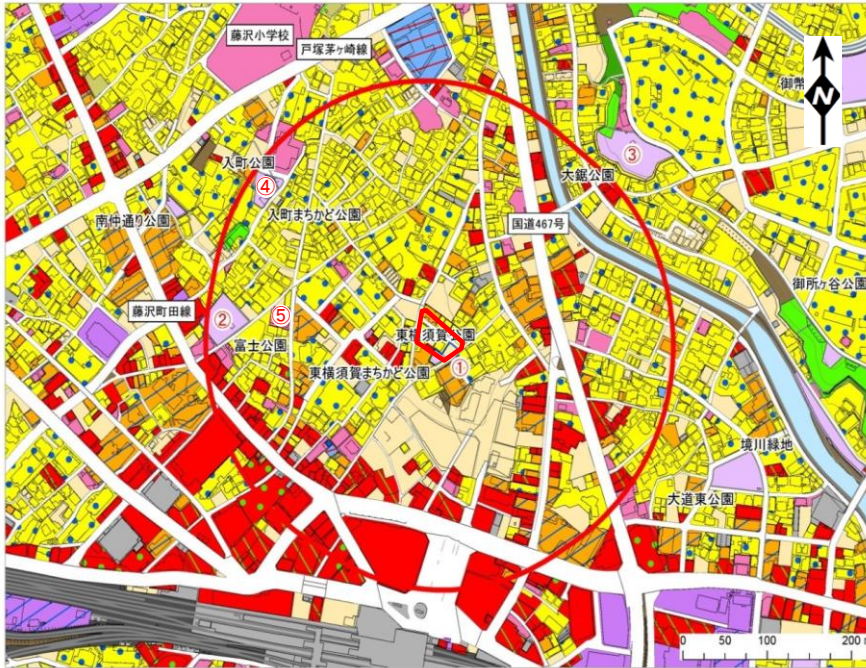 藤沢小学校
戸塚茅ヶ崎線
N
③
入町公園
④
大鋸公園
入町まちかど公園
南仲通り公園
国道467号
御所ヶ谷公園
藤沢町田線
②
⑤
東横須賀公園
富士公園
①
東横須賀まちかど公園
境川緑地
大道東公園
0 50 100 200